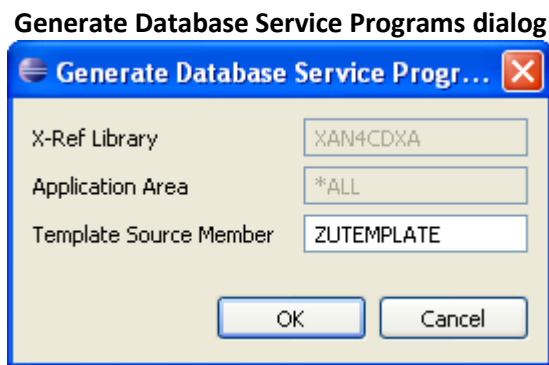 Generate Database Service Programs dialog
Generate Database Service Progr...
X-Ref Library XAN4CDXA
Application Area *ALL
Template Source Member ZUTEMPLATE
OK Cancel